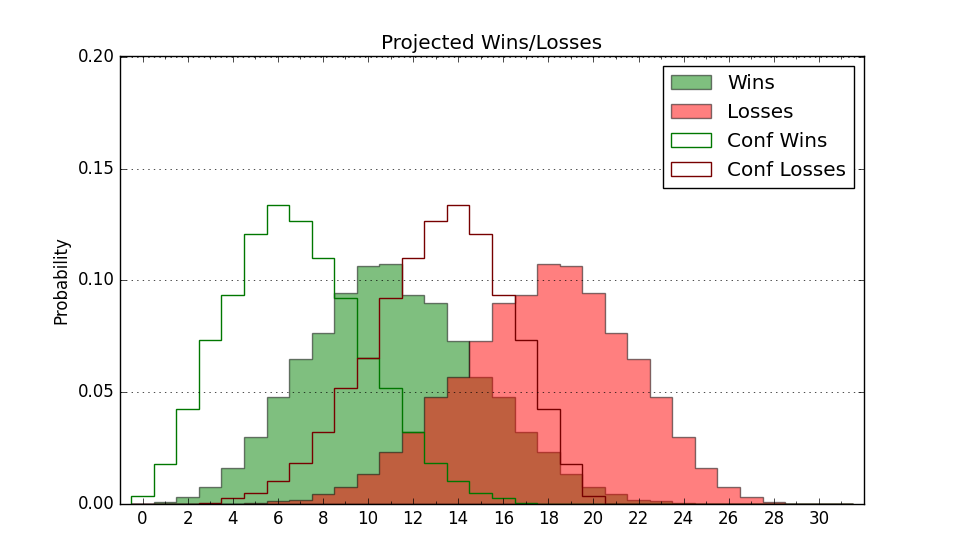 Projected Wins/Losses
0.20
0.15
0.10
0.05
0.00
Probability
Wins
Losses
Conf Wins
Conf Losses
0 2 4 6 8 10 12 14 16 18 20 22 24 26 28 30